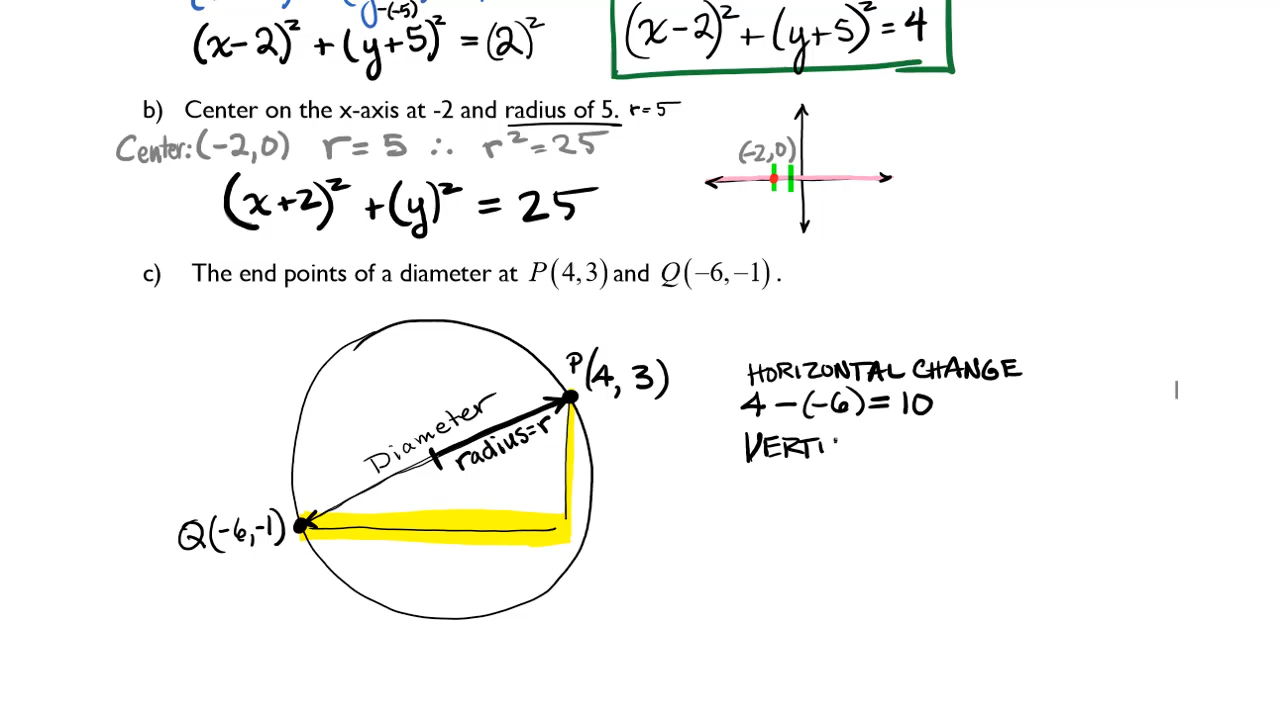 y-(-5)
(x-2)² + (y+5)² = (2)²
(x-2)² + (y+5)² = 4
b) Center on the x-axis at -2 and radius of 5. r=5
Center: (-2,0) r = 5 ∴ r² = 25
(-2,0)
(x+2)² + (y)² = 25
c) The end points of a diameter at P(4,3) and Q(−6,−1).
P(4, 3)
HORIZONTAL CHANGE
4 - (-6) = 10
Diameter
radius=r
VERTI
Q(-6,-1)